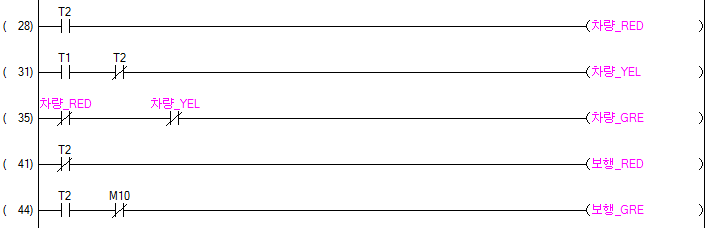 T2
( 28) (차량_RED )
T1 T2
( 31) (차량_YEL )
차량_RED 차량_YEL
( 35) (차량_GRE )
T2
( 41) (보행_RED )
T2 M10
( 44) (보행_GRE )